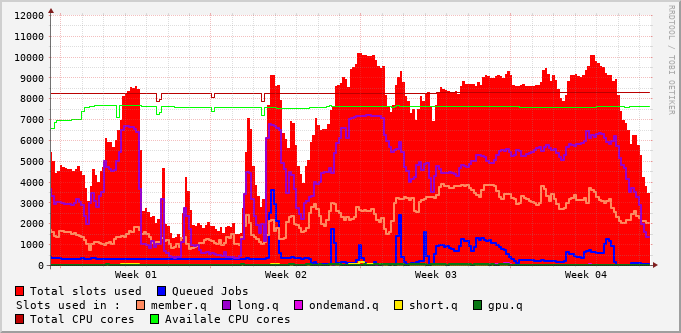 12000
11000
10000
9000
8000
7000
6000
5000
4000
3000
2000
1000
0
Week 01 Week 02 Week 03 Week 04
RRDTOOL / TOBI OETIKER
Total slots used Queued Jobs
Slots used in : member.q long.q ondemand.q short.q gpu.q
Total CPU cores Availale CPU cores